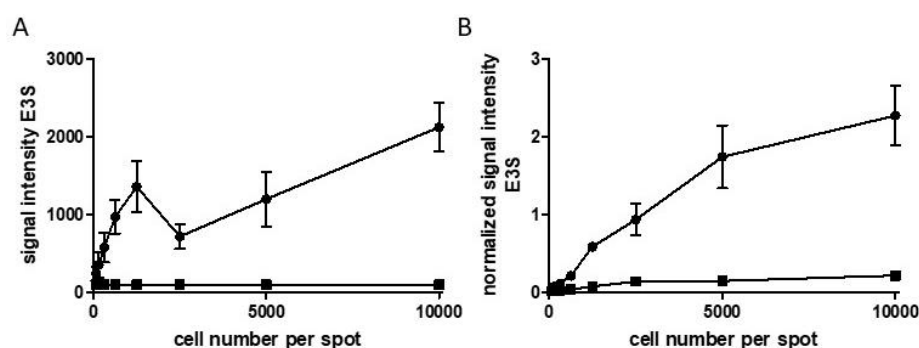 A
3000
2000
1000
0
signal intensity E3S
0
5000
10000
cell number per spot
B
3
2
1
0
normalized signal intensity
E3S
0
5000
10000
cell number per spot